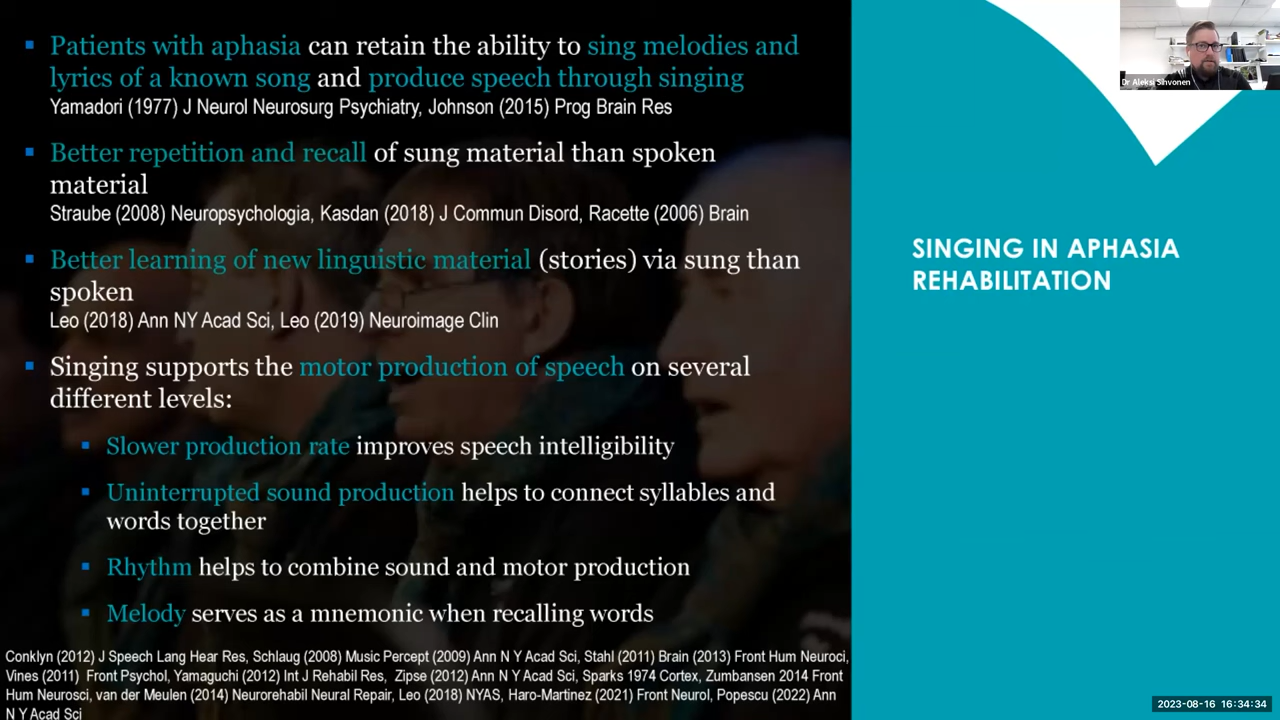 Patients with aphasia can retain the ability to sing melodies and
lyrics of a known song and produce speech through singing
Yamadori (1977) J Neurol Neurosurg Psychiatry, Johnson (2015) Prog Brain Res
Better repetition and recall of sung material than spoken
material
Straube (2008) Neuropsychologia, Kasdan (2018) J Commun Disord, Racette (2006) Brain
Better learning of new linguistic material (stories) via sung than
spoken
Leo (2018) Ann NY Acad Sci, Leo (2019) Neuroimage Clin
Singing supports the motor production of speech on several
different levels:
Slower production rate improves speech intelligibility
Uninterrupted sound production helps to connect syllables and
words together
Rhythm helps to combine sound and motor production
Melody serves as a mnemonic when recalling words
Conklyn (2012) J Speech Lang Hear Res, Schlaug (2008) Music Percept (2009) Ann N Y Acad Sci, Stahl (2011) Brain (2013) Front Hum Neuroci,
Vines (2011) Front Psychol, Yamaguchi (2012) Int J Rehabil Res, Zipse (2012) Ann N Y Acad Sci, Sparks 1974 Cortex, Zumbansen 2014 Front
Hum Neurosci, van der Meulen (2014) Neurorehabil Neural Repair, Leo (2018) NYAS, Haro-Martinez (2021) Front Neurol, Popescu (2022) Ann
N Y Acad Sci
SINGING IN APHASIA
REHABILITATION
Dr Aleksi Sihvonen
2023-08-16 16:34:34